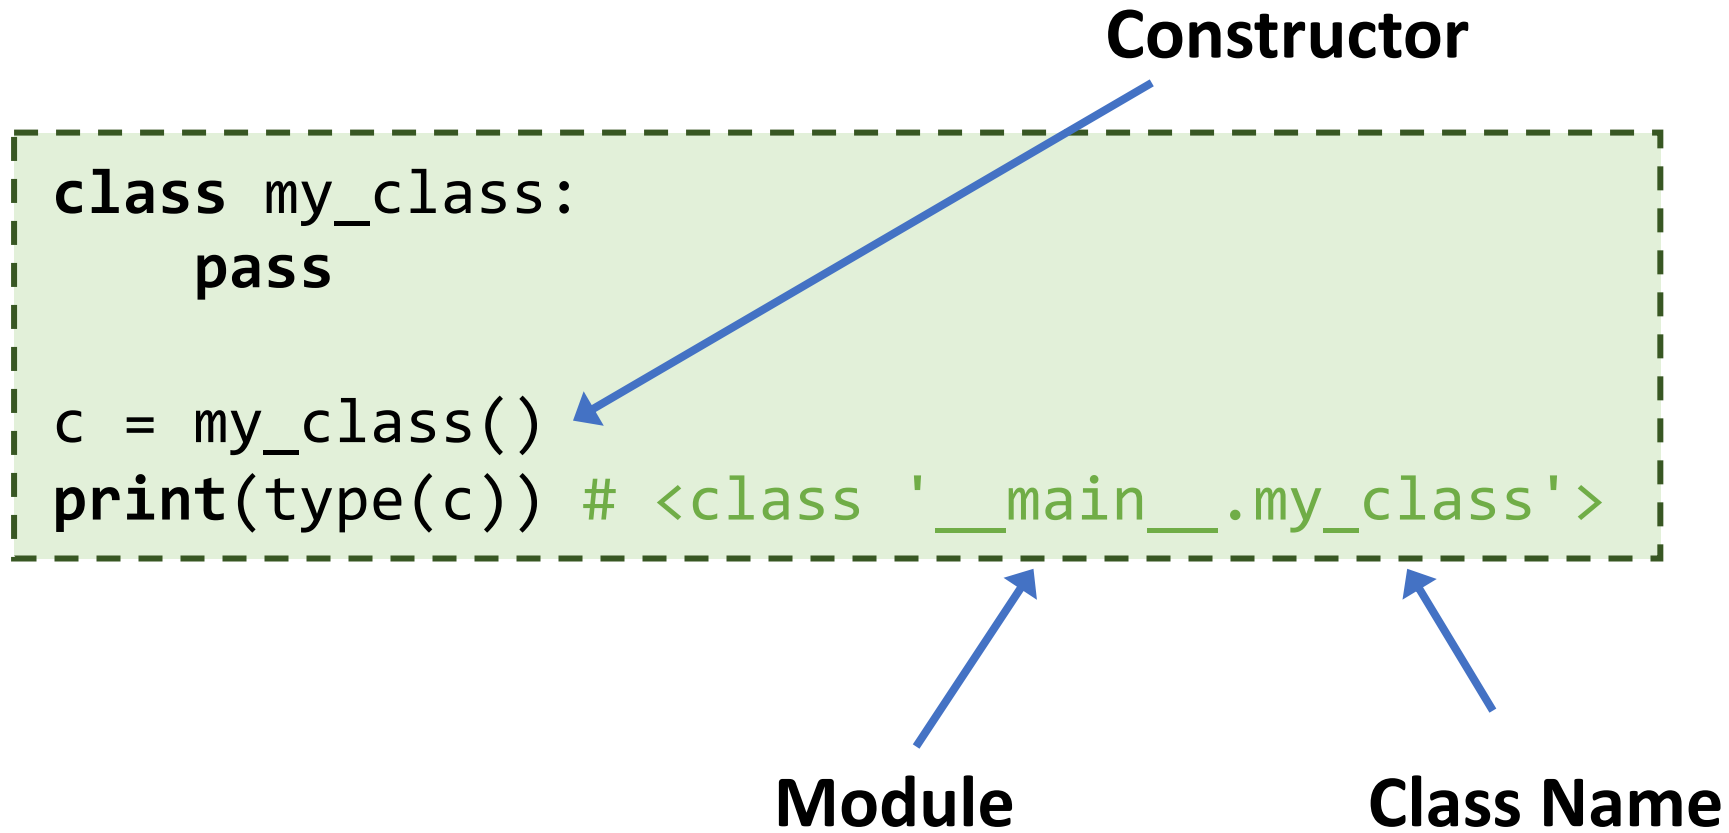 Constructor
class my_class:
    pass
c = my_class()
print(type(c)) # <class '__main__.my_class'>
Module
Class Name